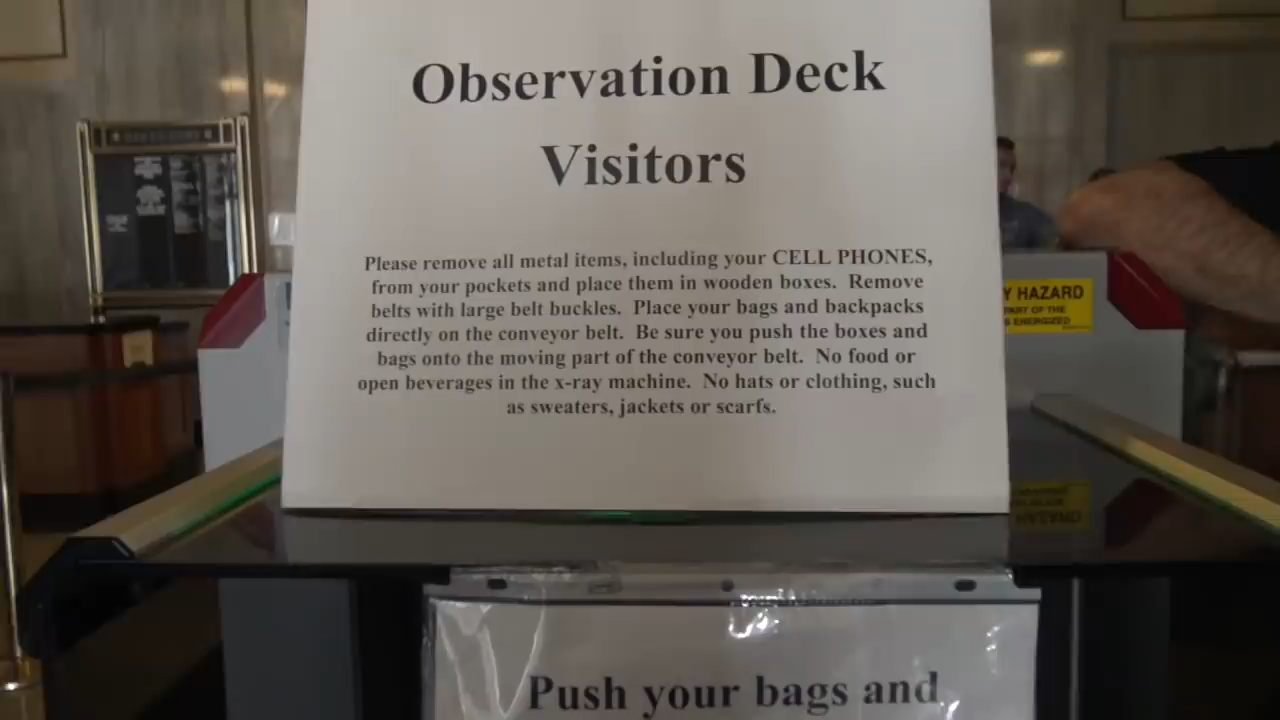 Observation Deck
Visitors
Please remove all metal items, including your CELL PHONES,
from your pockets and place them in wooden boxes. Remove
belts with large belt buckles. Place your bags and backpacks
directly on the conveyor belt. Be sure you push the boxes and
bags onto the moving part of the conveyor belt. No food or
open beverages in the x-ray machine. No hats or clothing, such
as sweaters, jackets or scarfs.
Y HAZARD
PART OF THE
S ENERGIZED
Push your bags and